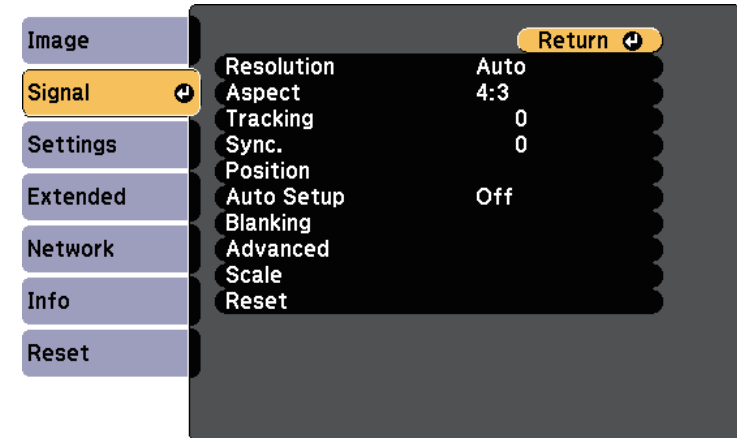 Image
Signal
Settings
Extended
Network
Info
Reset
Return
Resolution Auto
Aspect 4:3
Tracking 0
Sync. 0
Position
Auto Setup Off
Blanking
Advanced
Scale
Reset